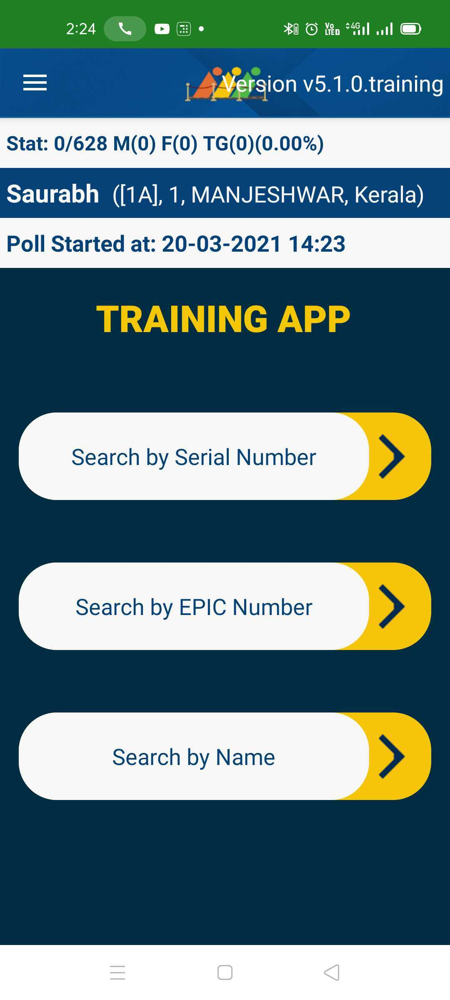 2:24
Vo LTE D 4G
Version v5.1.0.training
Stat: 0/628 M(0) F(0) TG(0)(0.00%)
Saurabh ([1A], 1, MANJESHWAR, Kerala)
Poll Started at: 20-03-2021 14:23
TRAINING APP
Search by Serial Number
Search by EPIC Number
Search by Name